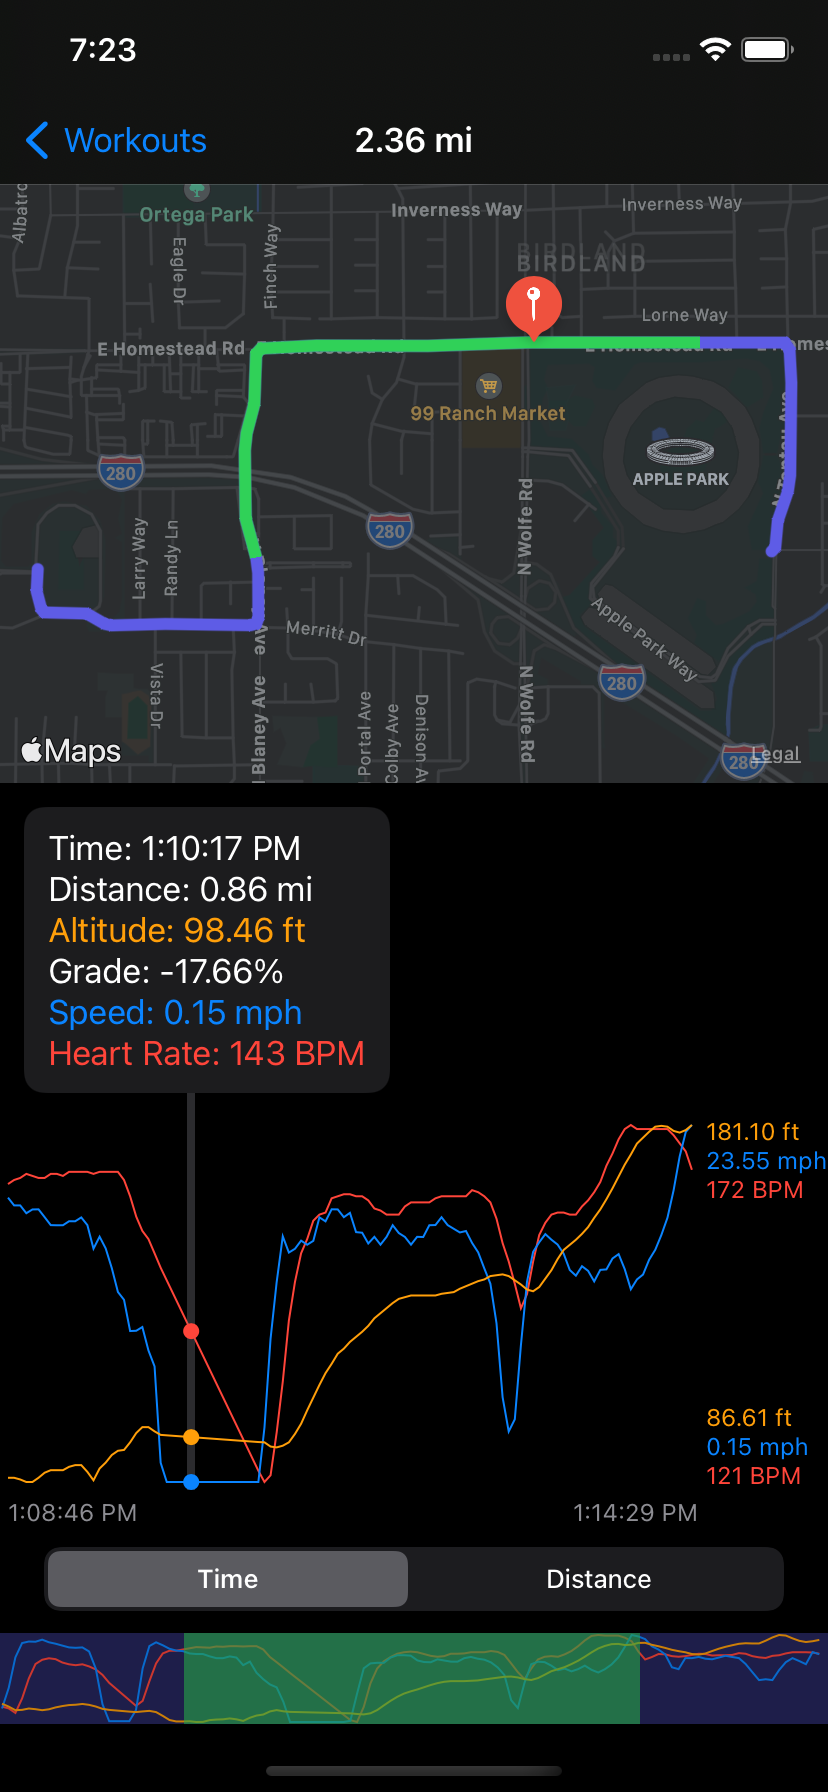 7:23
Workouts
2.36 mi
Ortega Park
Inverness Way
Inverness Way
Eagle Dr
Finch Way
BIRDLAND
Lorne Way
E Homestead Rd
99 Ranch Market
APPLE PARK
280
280
N Wolfe Rd
Larry Way
Randy Ln
Merritt Dr
Apple Park Way
Vista Dr
Blaney Ave
Portal Ave
Colby Ave
N Wolfe Rd
280
280
Maps
Legal
Time: 1:10:17 PM
Distance: 0.86 mi
Altitude: 98.46 ft
Grade: -17.66%
Speed: 0.15 mph
Heart Rate: 143 BPM
181.10 ft
23.55 mph
172 BPM
86.61 ft
0.15 mph
121 BPM
1:08:46 PM
1:14:29 PM
Time
Distance